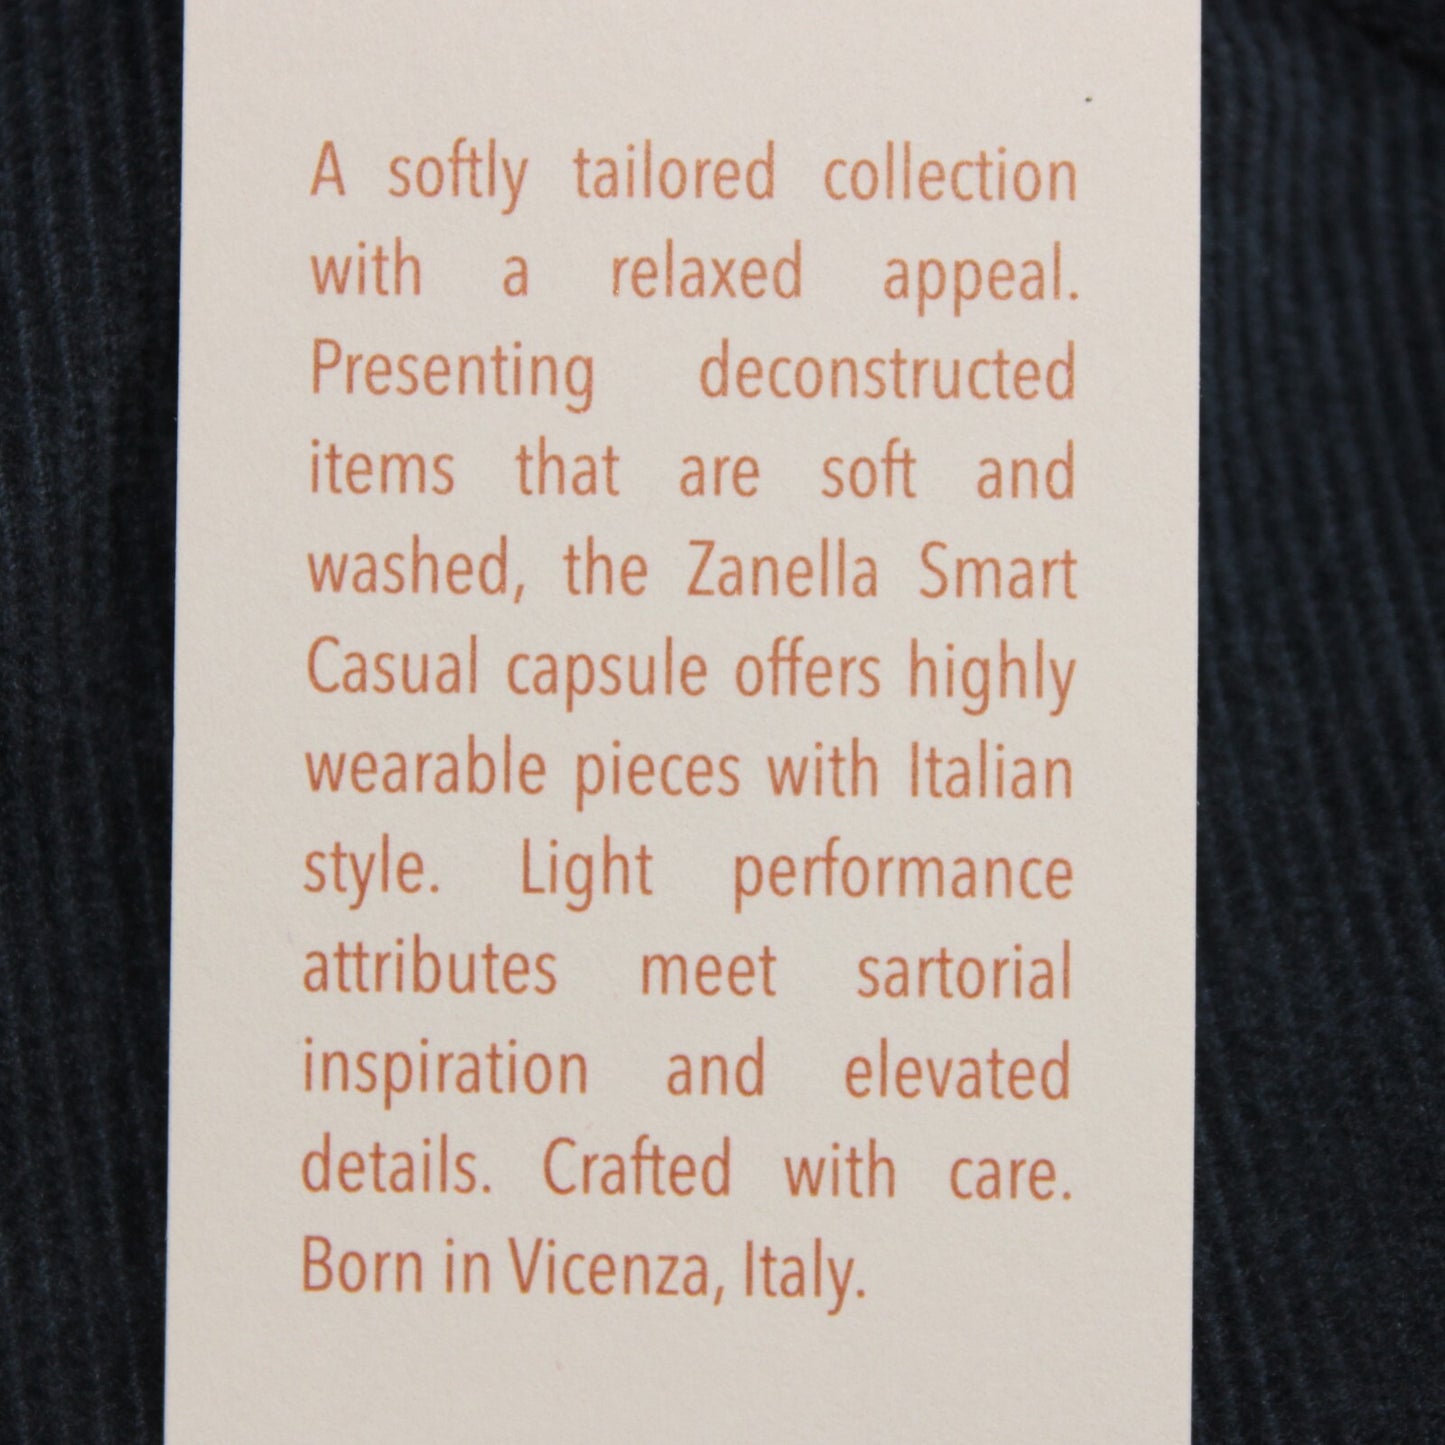 A softly tailored collection
with a relaxed appeal.
Presenting deconstructed
items that are soft and
washed, the Zanella Smart
Casual capsule offers highly
wearable pieces with Italian
style. Light performance
attributes meet sartorial
inspiration and elevated
details. Crafted with care.
Born in Vicenza, Italy.